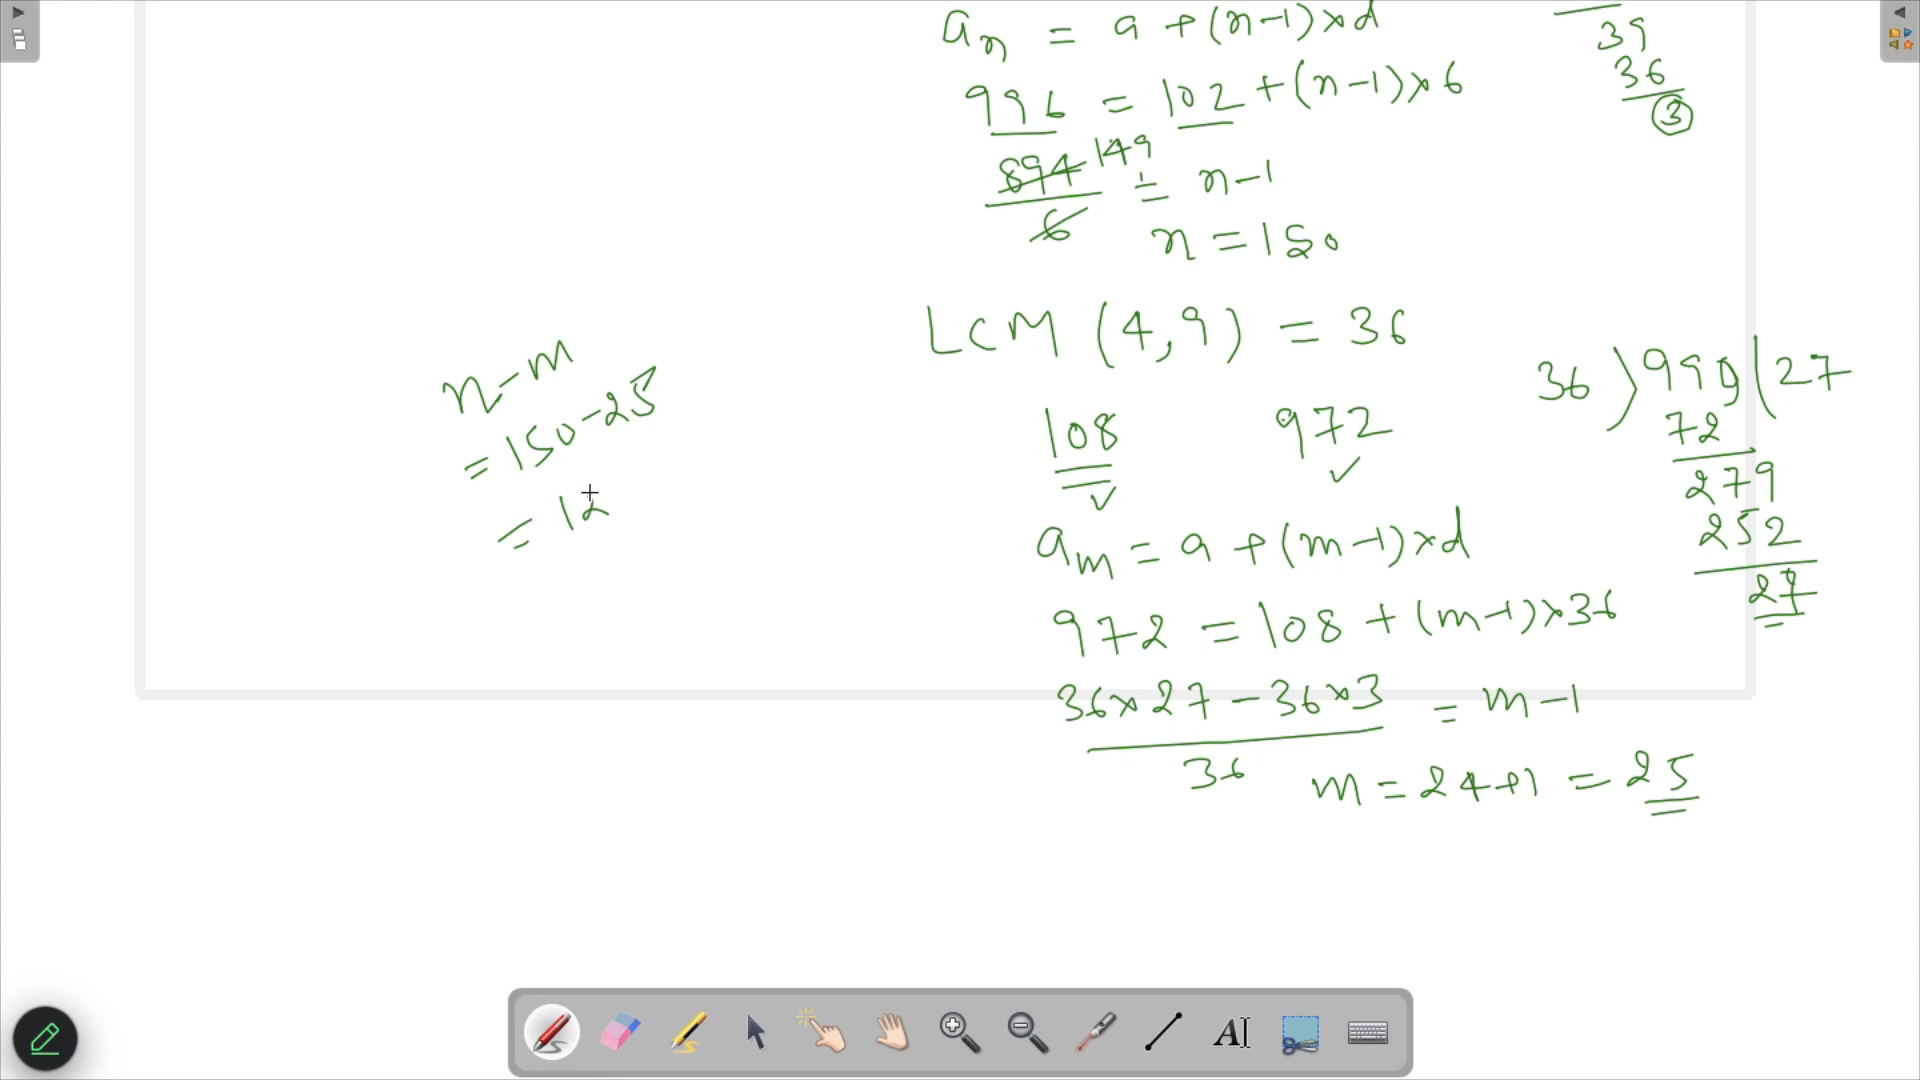 an = a + (n-1)×d
996 = 102 + (n-1)×6
894/6 149 = n-1
n = 150
LCM (4,9) = 36
108 972
am = a + (m-1)×d
972 = 108 + (m-1)×36
36×27 - 36×3 = m-1
36
m = 24+1 = 25
39
36
3
36 ) 999 ( 27
72
279
252
27
n-m
= 150-25
= 12